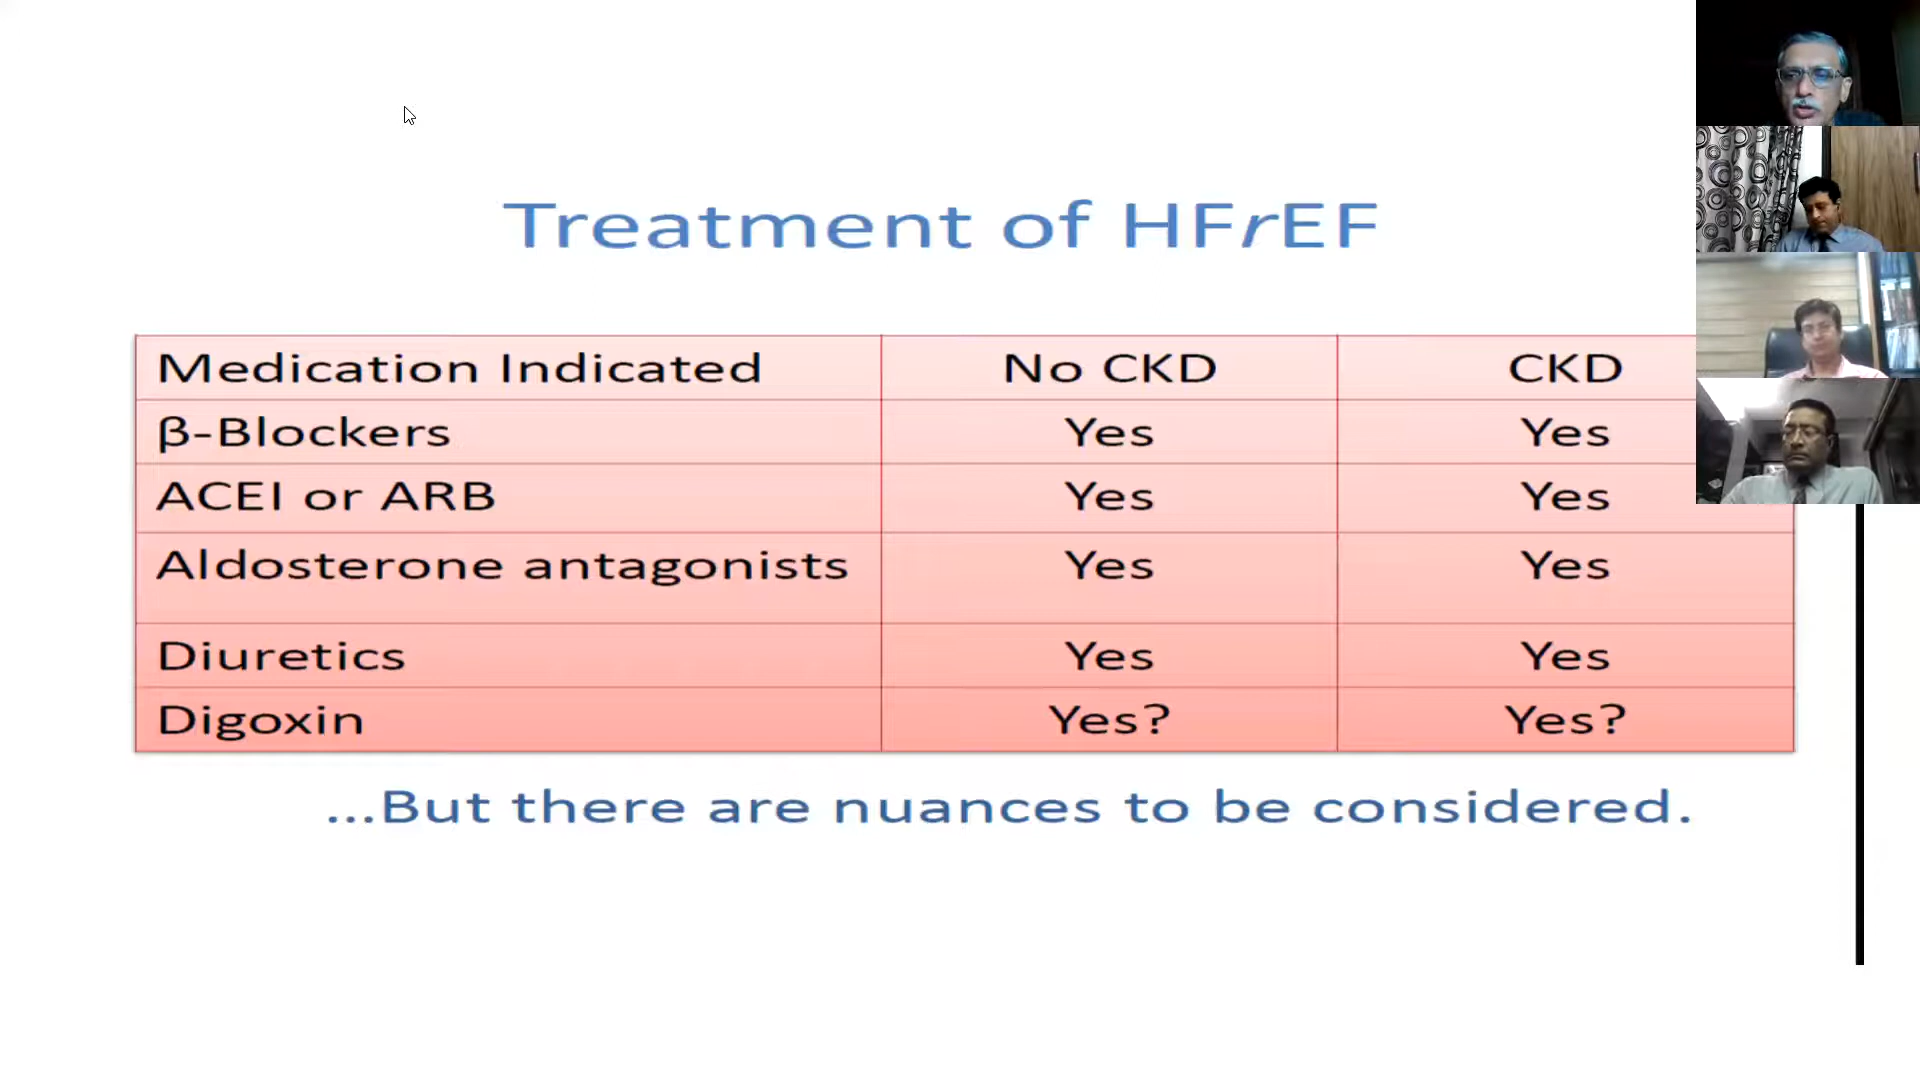 Treatment of HFrEF
Medication Indicated No CKD CKD
β-Blockers Yes Yes
ACEI or ARB Yes Yes
Aldosterone antagonists Yes Yes
Diuretics Yes Yes
Digoxin Yes? Yes?
...But there are nuances to be considered.